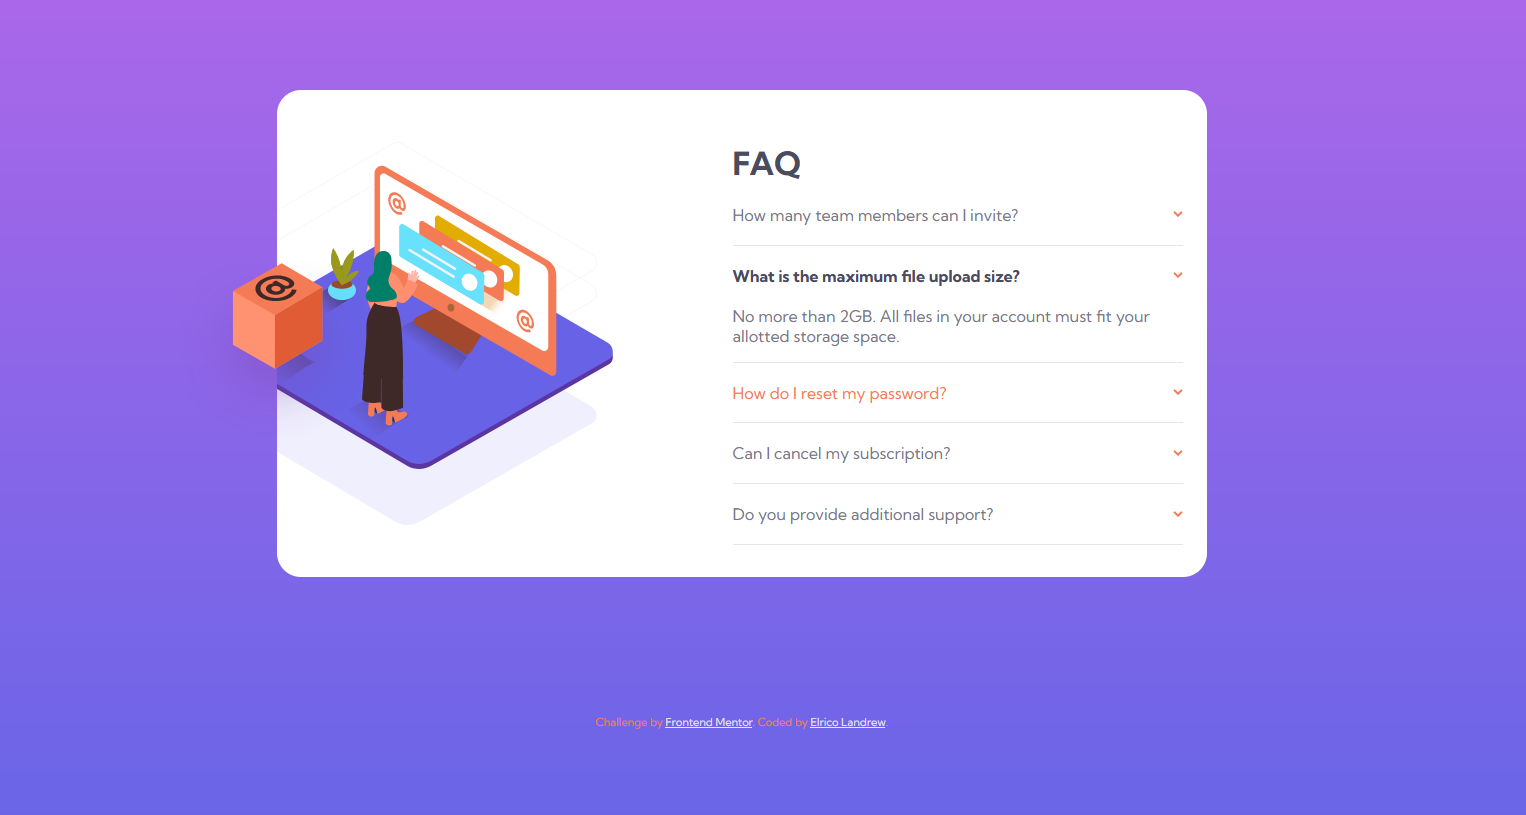 FAQ
How many team members can I invite?
What is the maximum file upload size?
No more than 2GB. All files in your account must fit your
allotted storage space.
How do I reset my password?
Can I cancel my subscription?
Do you provide additional support?
@
@
@
Challenge by Frontend Mentor. Coded by Elrico Landrew.